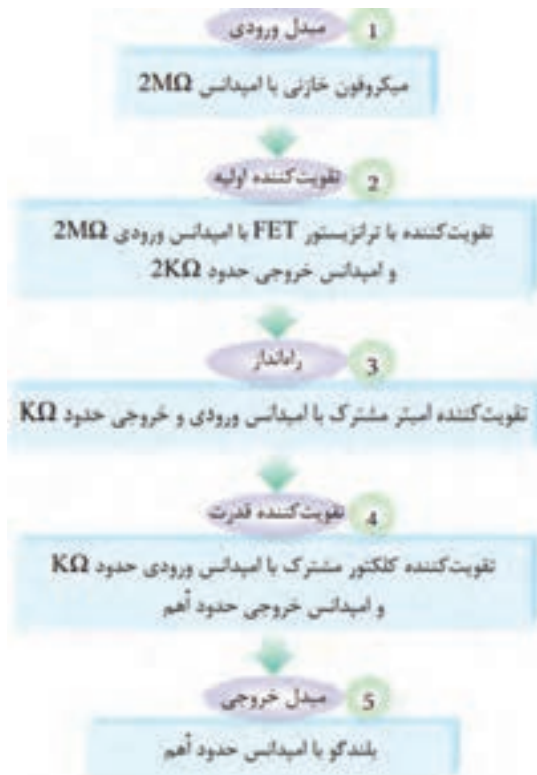 1 مبدل ورودی
میکروفون خازنی با امپدانس 2MΩ
2 تقویت‌کننده اولیه
تقویت‌کننده با ترانزیستور FET با امپدانس ورودی 2MΩ
و امپدانس خروجی حدود 2KΩ
3 راه‌انداز
تقویت‌کننده امیتر مشترک با امپدانس ورودی و خروجی حدود KΩ
4 تقویت‌کننده قدرت
تقویت‌کننده کلکتور مشترک با امپدانس ورودی حدود KΩ
و امپدانس خروجی حدود اُهم
5 مبدل خروجی
بلندگو با امپدانس حدود اُهم